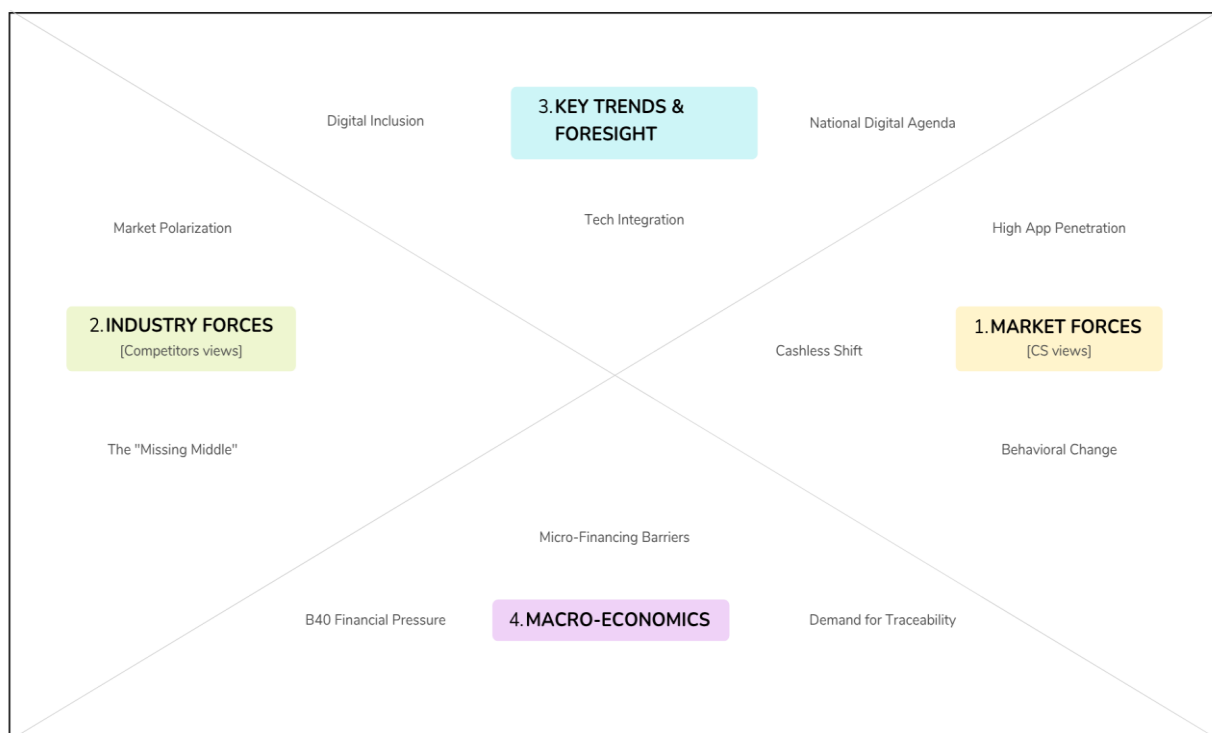 3.KEY TRENDS &
FORESIGHT
Digital Inclusion
National Digital Agenda
Tech Integration
Market Polarization
High App Penetration
2.INDUSTRY FORCES
[Competitors views]
1.MARKET FORCES
[CS views]
Cashless Shift
The "Missing Middle"
Behavioral Change
Micro-Financing Barriers
B40 Financial Pressure
4.MACRO-ECONOMICS
Demand for Traceability